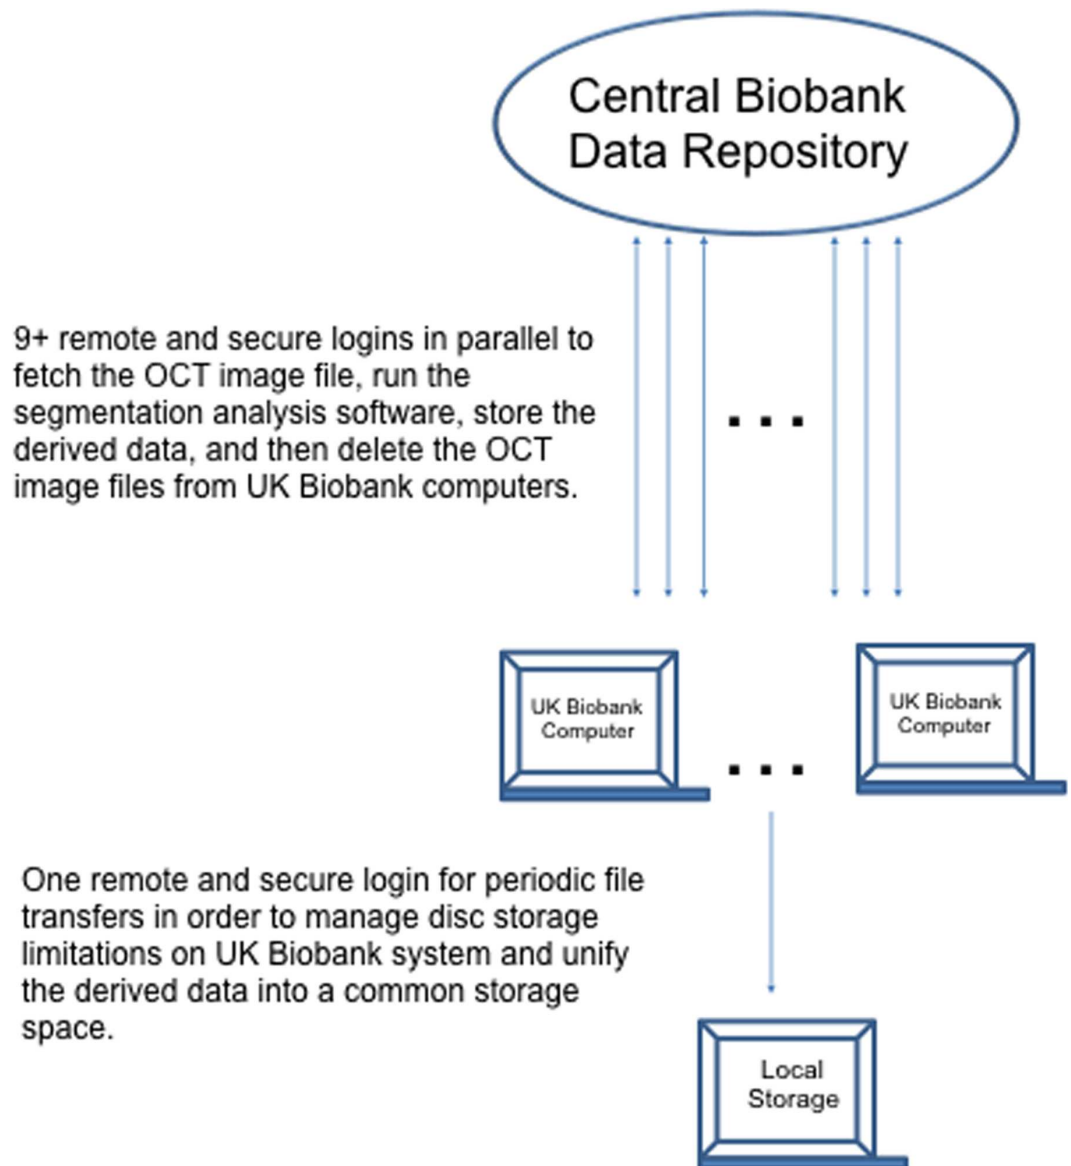 Central Biobank
Data Repository
9+ remote and secure logins in parallel to
fetch the OCT image file, run the
segmentation analysis software, store the
derived data, and then delete the OCT
image files from UK Biobank computers.
. . .
UK Biobank
Computer
. . .
UK Biobank
Computer
One remote and secure login for periodic file
transfers in order to manage disc storage
limitations on UK Biobank system and unify
the derived data into a common storage
space.
Local
Storage